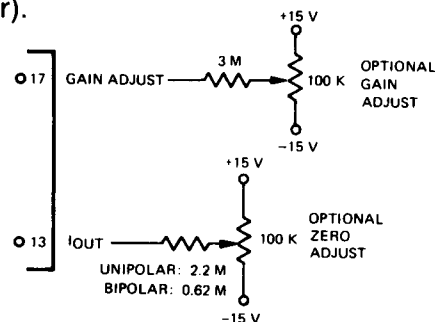 r).
+15 V
3 M
17 GAIN ADJUST
100 K
OPTIONAL
GAIN
ADJUST
−15 V
+15 V
13 IOUT
100 K
OPTIONAL
ZERO
ADJUST
UNIPOLAR: 2.2 M
BIPOLAR: 0.62 M
−15 V